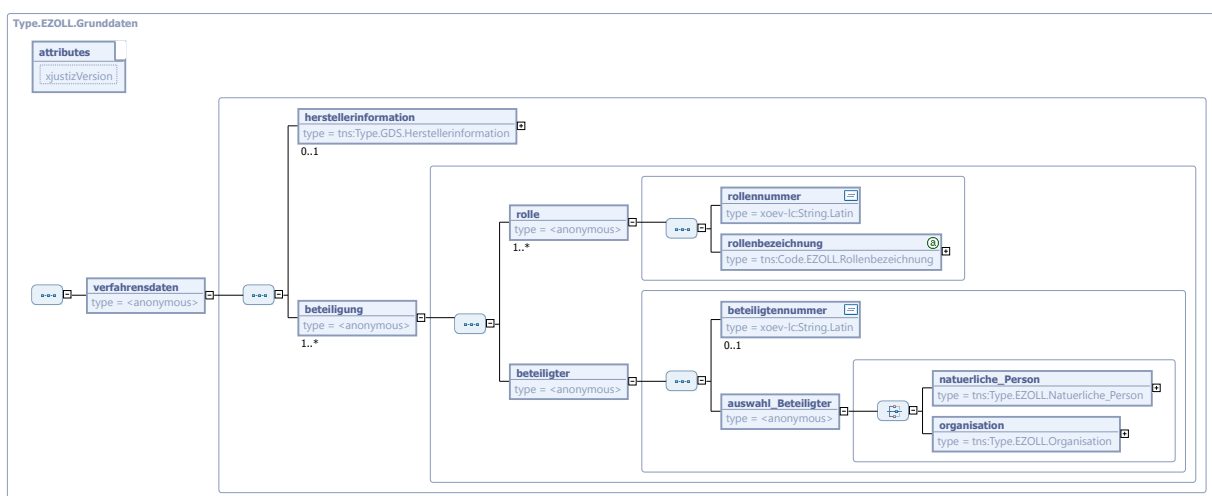 Type.EZOLL.Grunddaten
attributes
xjustizVersion
herstellerinformation
type = tns:Type.GDS.Herstellerinformation
0..1
rollennummer
type = xoev-lc:String.Latin
rolle
type = <anonymous>
1..*
rollenbezeichnung
a
type = tns:Code.EZOLL.Rollenbezeichnung
verfahrensdaten
type = <anonymous>
beteiligung
type = <anonymous>
1..*
beteiligtennummer
type = xoev-lc:String.Latin
0..1
beteiligter
type = <anonymous>
natuerliche_Person
type = tns:Type.EZOLL.Natuerliche_Person
auswahl_Beteiligter
type = <anonymous>
organisation
type = tns:Type.EZOLL.Organisation